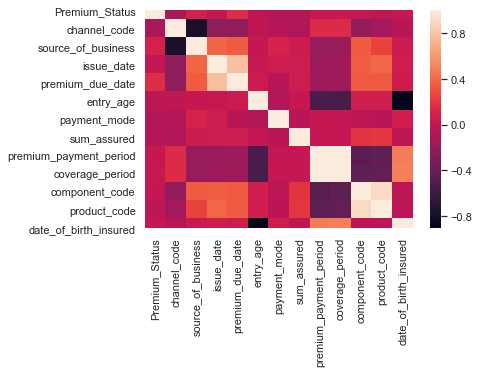 Premium_Status
channel_code
source_of_business
issue_date
premium_due_date
entry_age
payment_mode
sum_assured
premium_payment_period
coverage_period
component_code
product_code
date_of_birth_insured
Premium_Status
channel_code
source_of_business
issue_date
premium_due_date
entry_age
payment_mode
sum_assured
premium_payment_period
coverage_period
component_code
product_code
date_of_birth_insured
0.8
0.4
0.0
-0.4
-0.8